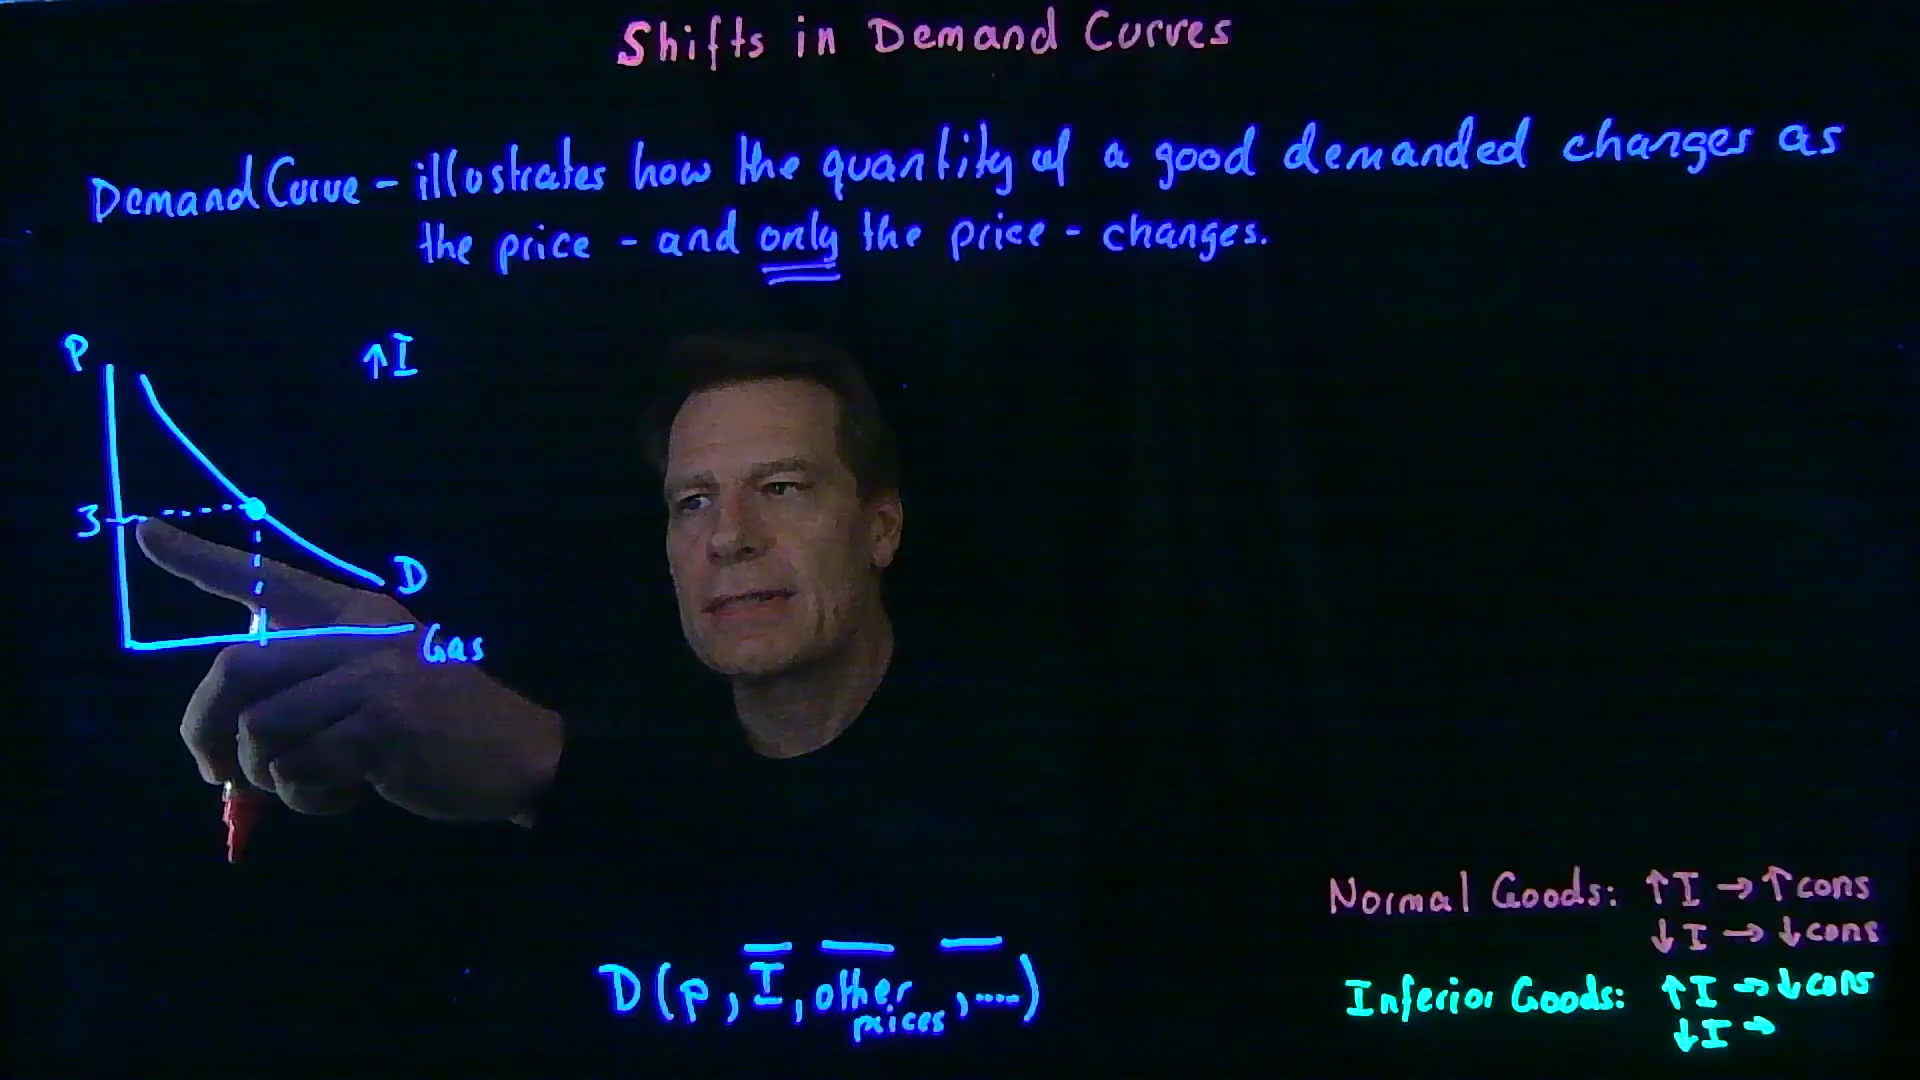 Shifts in Demand Curves
Demand Curve - illustrates how the quantity of a good demanded changes as
the price - and only the price - changes.
P
↑I
3
D
Gas
Normal Goods: ↑I → ↑cons
↓I → ↓cons
D(p, I, other prices, ....)
Inferior Goods: ↑I → ↓cons
↓I →